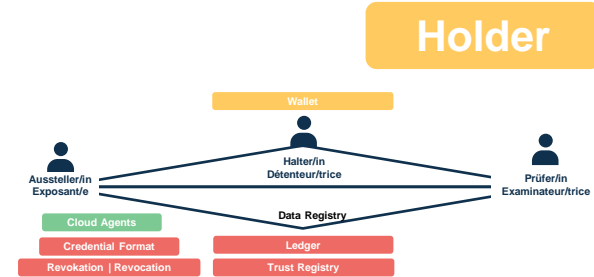 Holder
Wallet
Halter/in
Détenteur/trice
Aussteller/in
Exposant/e
Prüfer/in
Examinateur/trice
Data Registry
Cloud Agents
Credential Format
Ledger
Revokation | Revocation
Trust Registry